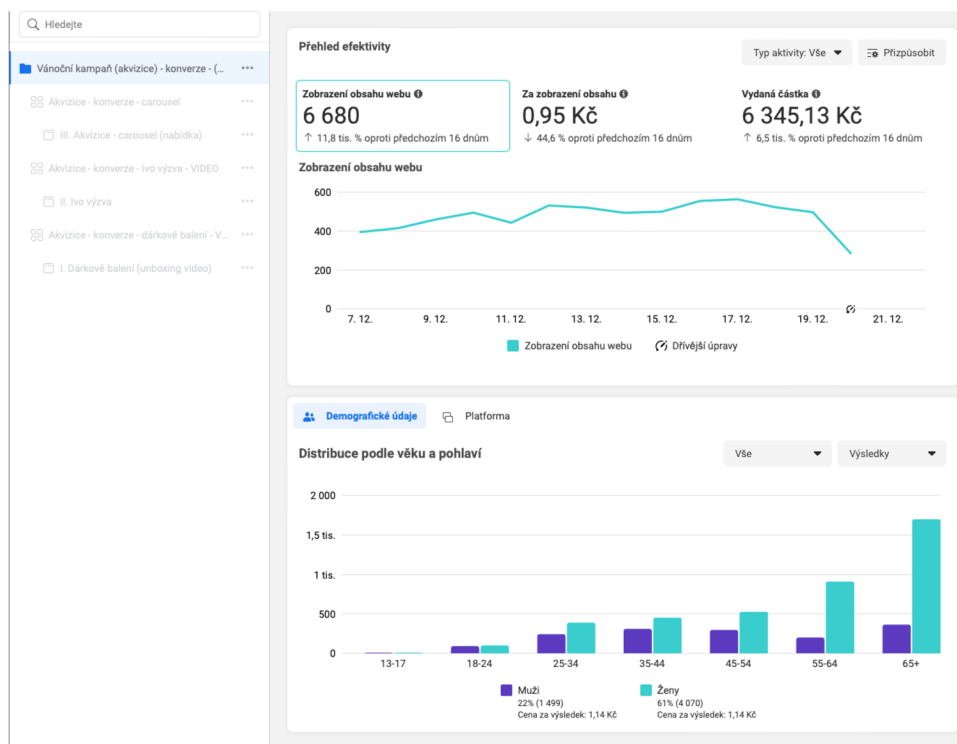 Hledejte
Vánoční kampaň (akvizice) - konverze - (...
Akvizice - konverze - carousel
III. Akvizice - carousel (nabídka)
Akvizice - konverze - Ivo výzva - VIDEO
II. Ivo výzva
Akvizice - konverze - dárkové balení - V...
I. Dárkové balení (unboxing video)
Přehled efektivity
Typ aktivity: Vše
Přizpůsobit
Zobrazení obsahu webu
6 680
↑ 11,8 tis. % oproti předchozím 16 dnům
Za zobrazení obsahu
0,95 Kč
↓ 44,6 % oproti předchozím 16 dnům
Vydaná částka
6 345,13 Kč
↑ 6,5 tis. % oproti předchozím 16 dnům
Zobrazení obsahu webu
600
400
200
0
7. 12. 9. 12. 11. 12. 13. 12. 15. 12. 17. 12. 19. 12. 21. 12.
Zobrazení obsahu webu Dřívější úpravy
Demografické údaje Platforma
Distribuce podle věku a pohlaví
Vše
Výsledky
2 000
1,5 tis.
1 tis.
500
0
13-17 18-24 25-34 35-44 45-54 55-64 65+
Muži
22% (1 499)
Cena za výsledek: 1,14 Kč
Ženy
61% (4 070)
Cena za výsledek: 1,14 Kč